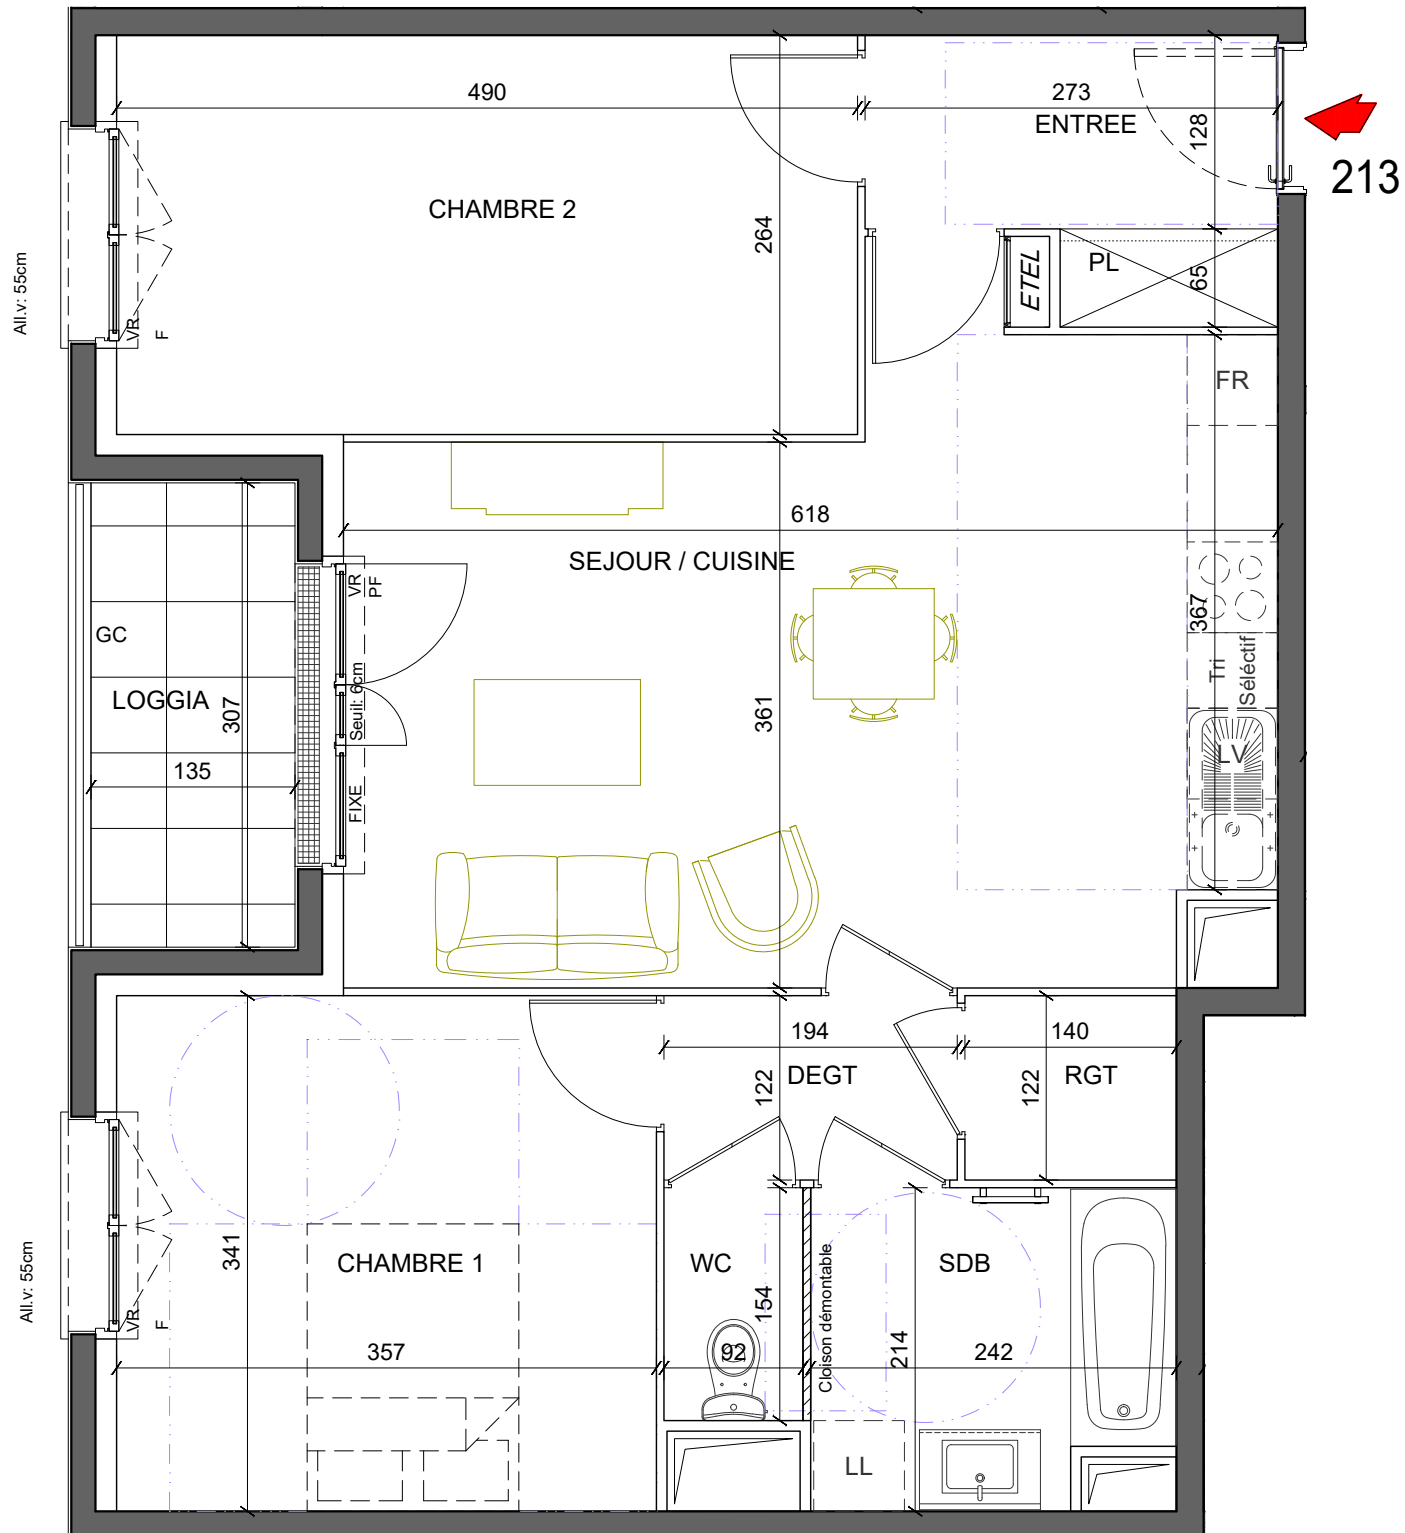 490
273
ENTREE
128
213
CHAMBRE 2
264
All.v: 55cm
VR
F
ETEL
PL
65
FR
618
SEJOUR / CUISINE
VR
PF
GC
LOGGIA
307
135
Seuil: 6cm
FIXE
361
367
Tri
Séléctif
LV
194
140
DEGT
RGT
122
122
All.v: 55cm
VR
F
341
CHAMBRE 1
WC
154
Cloison démontable
SDB
214
357
92
242
LL